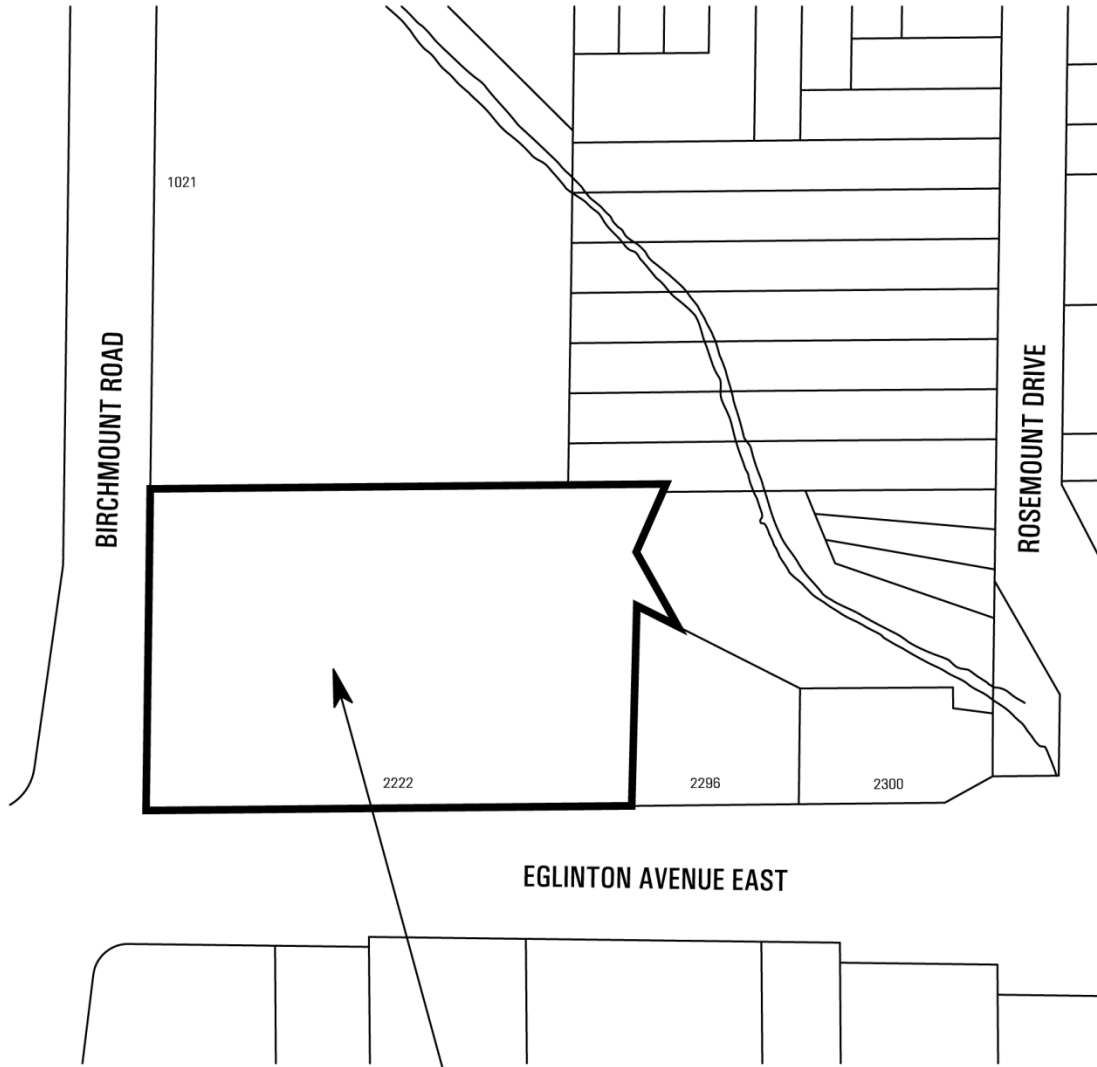 1021
BIRCHMOUNT ROAD
ROSEMOUNT DRIVE
2222
2296
2300
EGLINTON AVENUE EAST